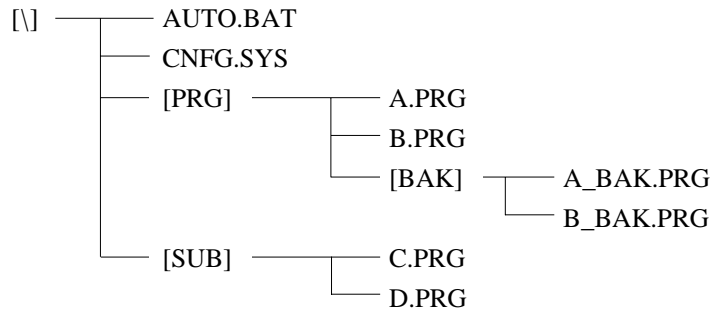 [\] AUTO.BAT
CNFG.SYS
[PRG] A.PRG
B.PRG
[BAK] A_BAK.PRG
B_BAK.PRG
[SUB] C.PRG
D.PRG